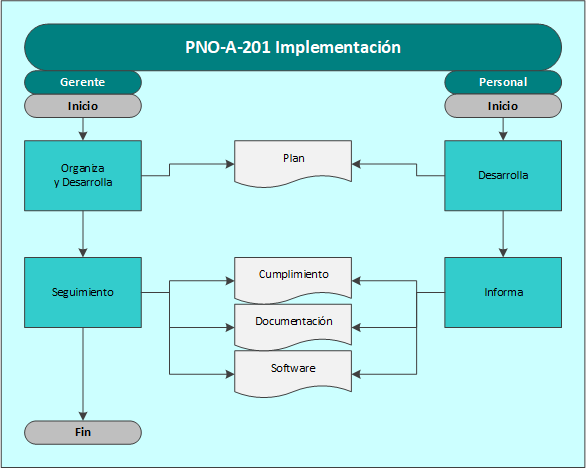 PNO-A-201 Implementación
Gerente
Personal
Inicio
Inicio
Organiza
y Desarrolla
Plan
Desarrolla
Seguimiento
Cumplimiento
Informa
Documentación
Software
Fin